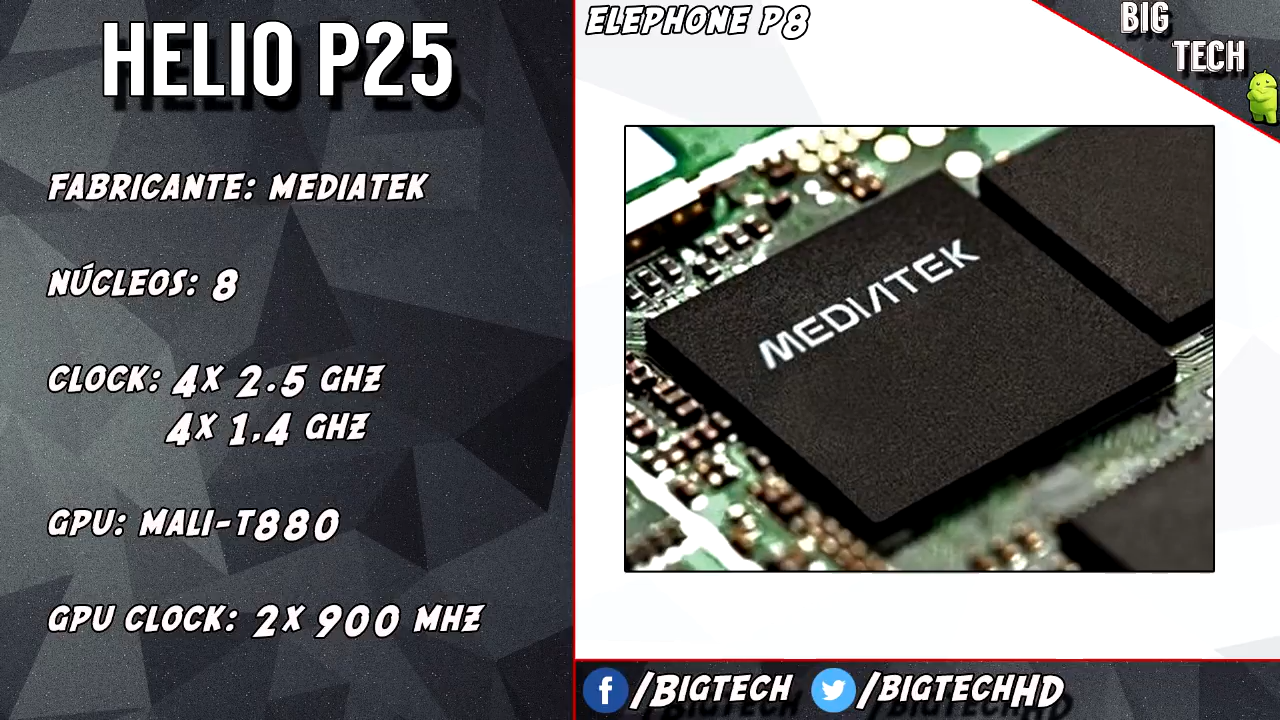 HELIO P25
FABRICANTE: MEDIATEK
NÚCLEOS: 8
CLOCK: 4X 2.5 GHZ
4X 1.4 GHZ
GPU: MALI-T880
GPU CLOCK: 2X 900 MHZ
ELEPHONE P8
BIG
TECH
MEDIATEK
/BIGTECH
/BIGTECHHD